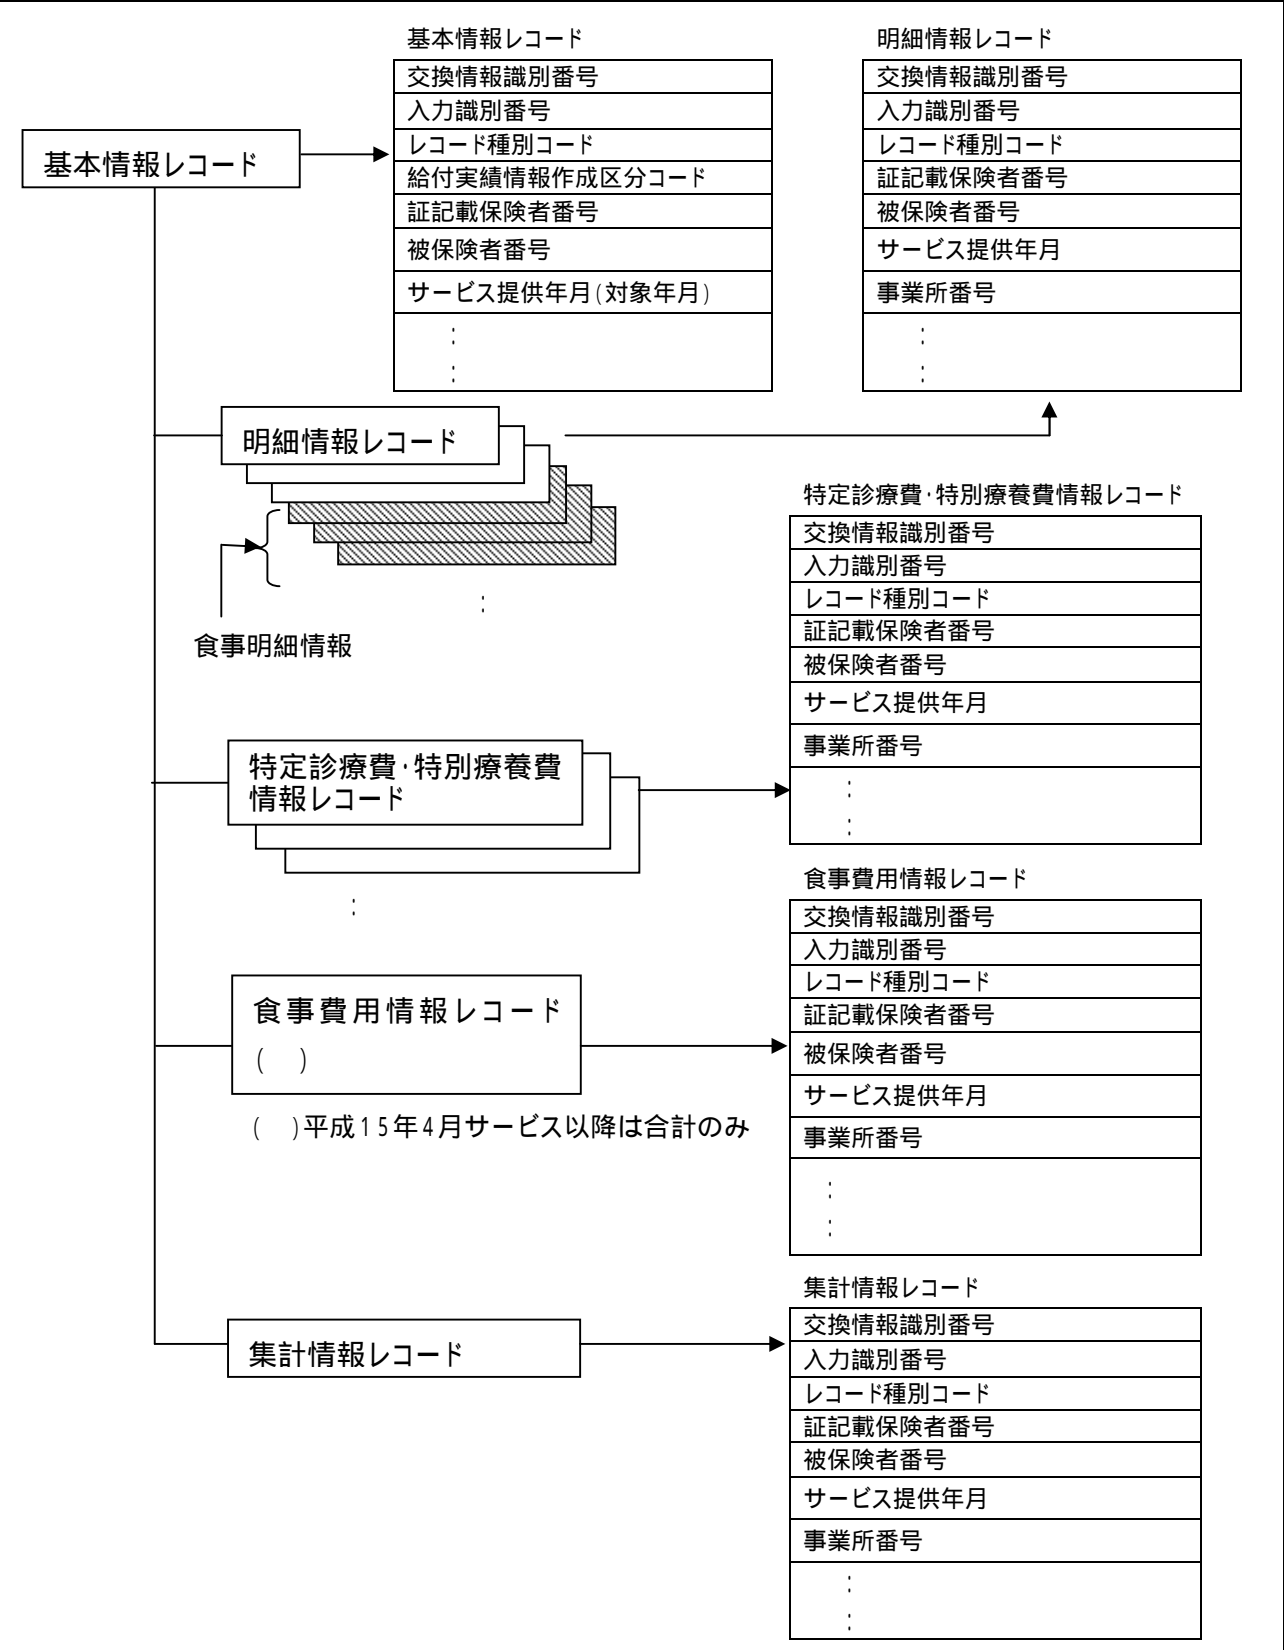 基本情報レコード
基本情報レコード
交換情報識別番号
入力識別番号
レコード種別コード
給付実績情報作成区分コード
証記載保険者番号
被保険者番号
サービス提供年月(対象年月)
:
:
明細情報レコード
交換情報識別番号
入力識別番号
レコード種別コード
証記載保険者番号
被保険者番号
サービス提供年月
事業所番号
:
:
明細情報レコード
:
食事明細情報
特定診療費・特別療養費情報レコード
交換情報識別番号
入力識別番号
レコード種別コード
証記載保険者番号
被保険者番号
サービス提供年月
事業所番号
:
:
特定診療費・特別療養費
情報レコード
:
食事費用情報レコード
交換情報識別番号
入力識別番号
レコード種別コード
証記載保険者番号
被保険者番号
サービス提供年月
事業所番号
:
:
食事費用情報レコード
(　)
(　)平成15年4月サービス以降は合計のみ
集計情報レコード
集計情報レコード
交換情報識別番号
入力識別番号
レコード種別コード
証記載保険者番号
被保険者番号
サービス提供年月
事業所番号
:
: